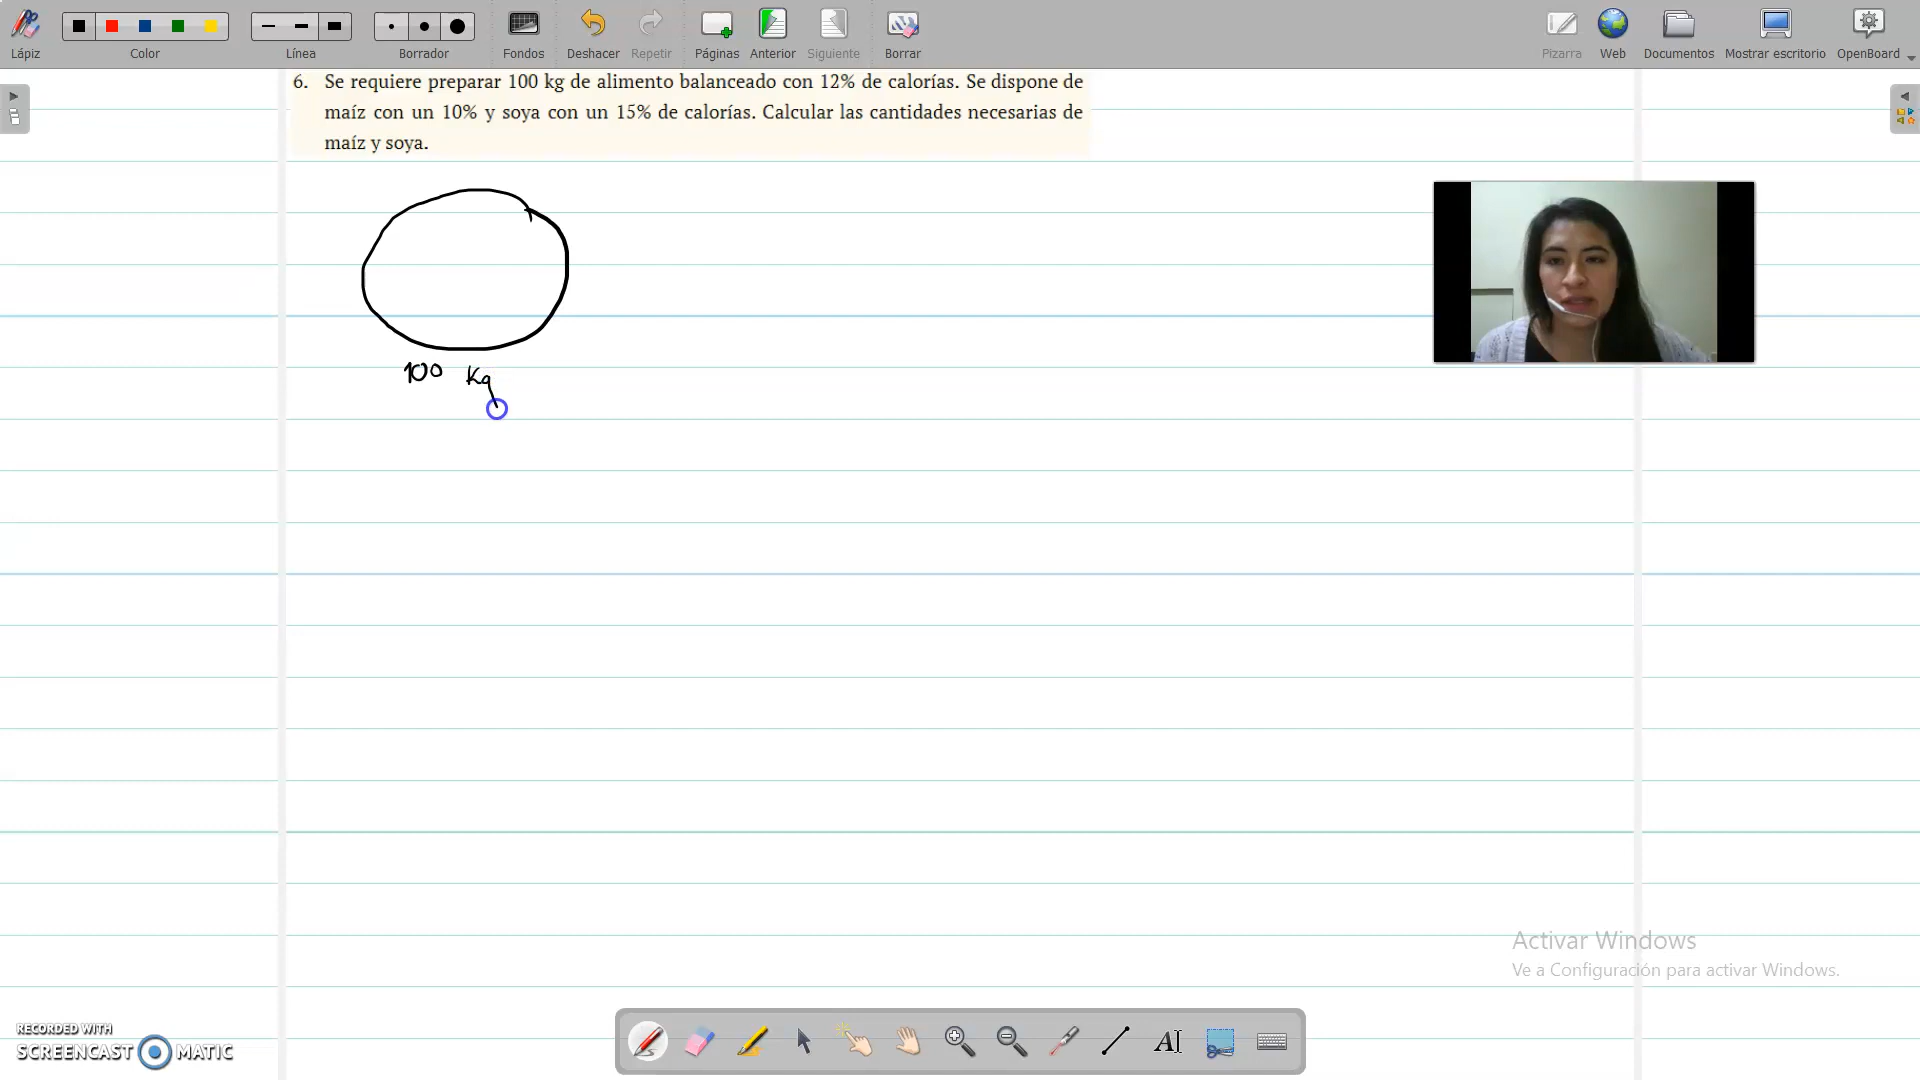 Lápiz
Color
Línea
Borrador
Fondos
Deshacer
Repetir
Páginas
Anterior
Siguiente
Borrar
Pizarra
Web
Documentos
Mostrar escritorio
OpenBoard
6. Se requiere preparar 100 kg de alimento balanceado con 12% de calorías. Se dispone de
maíz con un 10% y soya con un 15% de calorías. Calcular las cantidades necesarias de
maíz y soya.
100 Kg
Activar Windows
Ve a Configuración para activar Windows.
RECORDED WITH
SCREENCAST MATIC
A